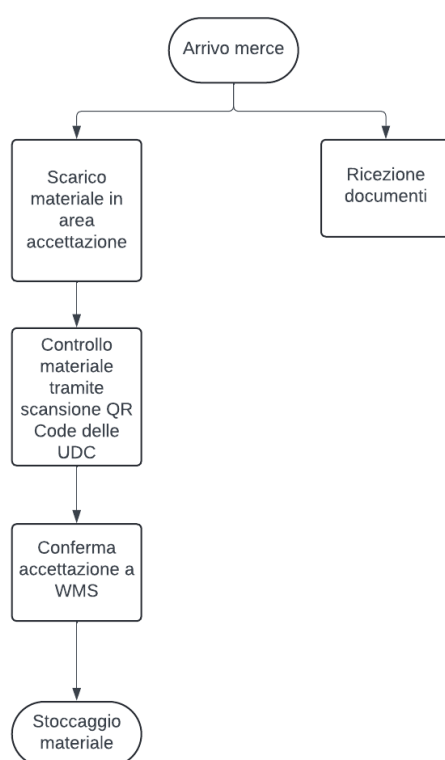 Arrivo merce
Scarico
materiale in
area
accettazione
Ricezione
documenti
Controllo
materiale
tramite
scansione QR
Code delle
UDC
Conferma
accettazione a
WMS
Stoccaggio
materiale